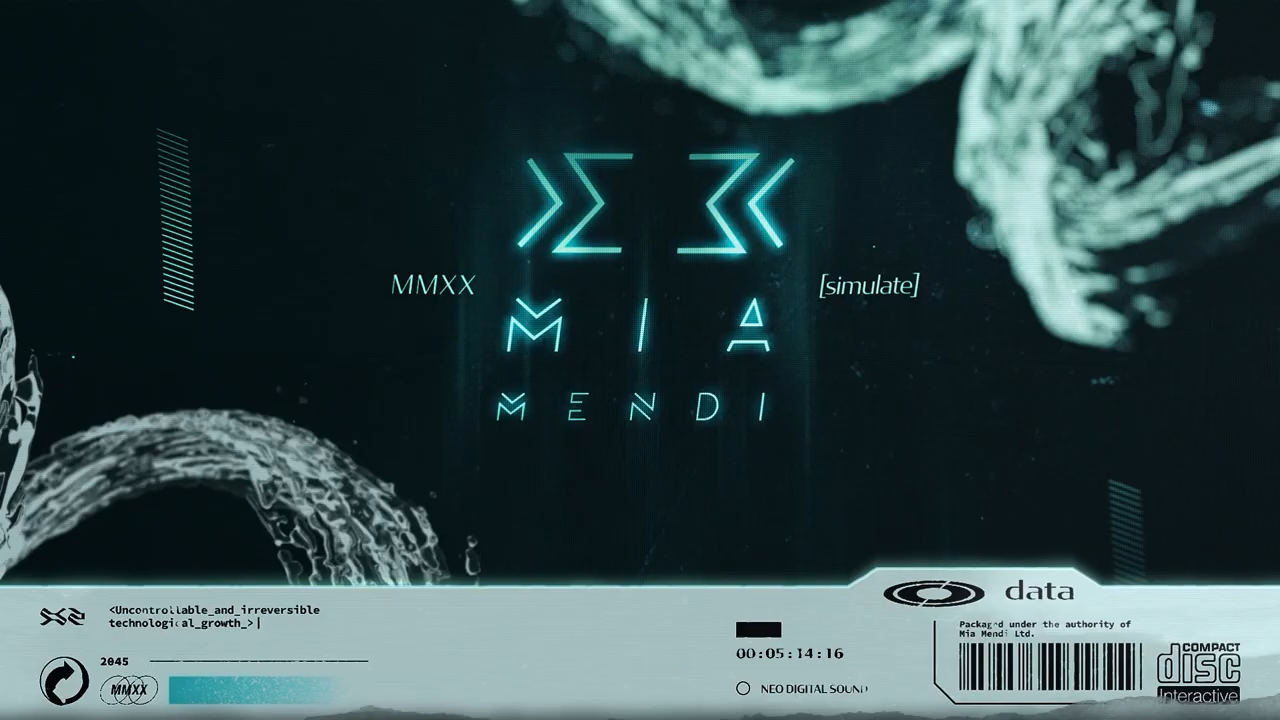 MMXX
[simulate]
MIA
MENDI
data
<Uncontrollable_and_irreversible
technological_growth_>|
Packaged under the authority of
Mia Mendi Ltd.
00:05:14:16
2045
MMXX
NEO DIGITAL SOUND
COMPACT
disc
Interactive